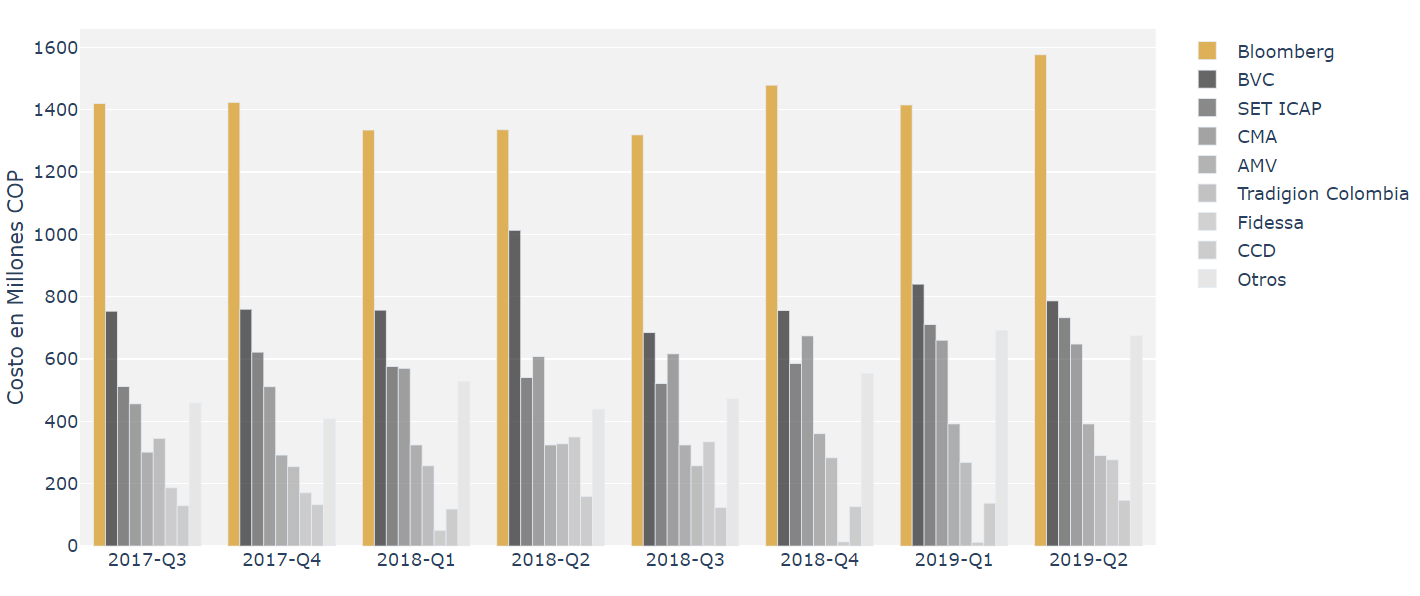 Costo en Millones COP
1600
1400
1200
1000
800
600
400
200
0
2017-Q3
2017-Q4
2018-Q1
2018-Q2
2018-Q3
2018-Q4
2019-Q1
2019-Q2
Bloomberg
BVC
SET ICAP
CMA
AMV
Tradigion Colombia
Fidessa
CCD
Otros